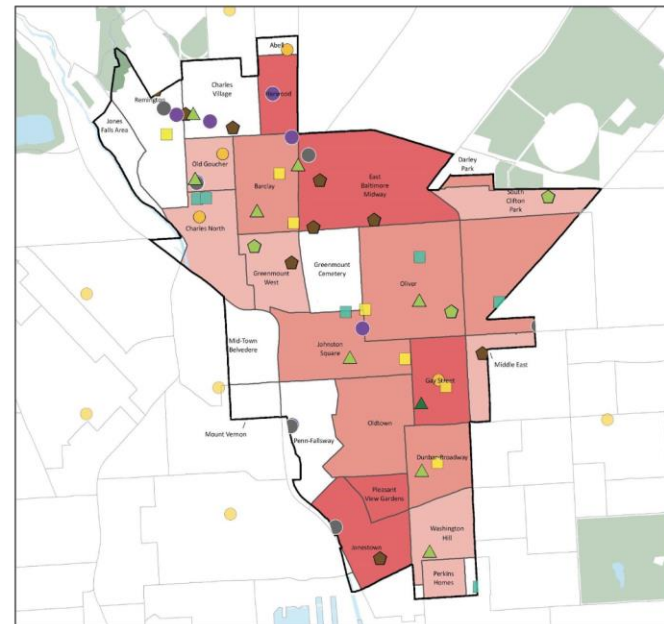 Abell
Charles
Village
Remington
Harwood
Jones
Falls Area
Old Goucher
Darley
Park
East
Baltimore
Midway
Barclay
South
Clifton
Park
Charles North
Greenmount
West
Greenmount
Cemetery
Oliver
Mid-Town
Belvedere
Johnston
Square
Middle East
Gay Street
Mount Vernon
Penn-Fallsway
Oldtown
Dunbar-Broadway
Pleasant
View Gardens
Washington
Hill
Jonestown
Perkins
Homes